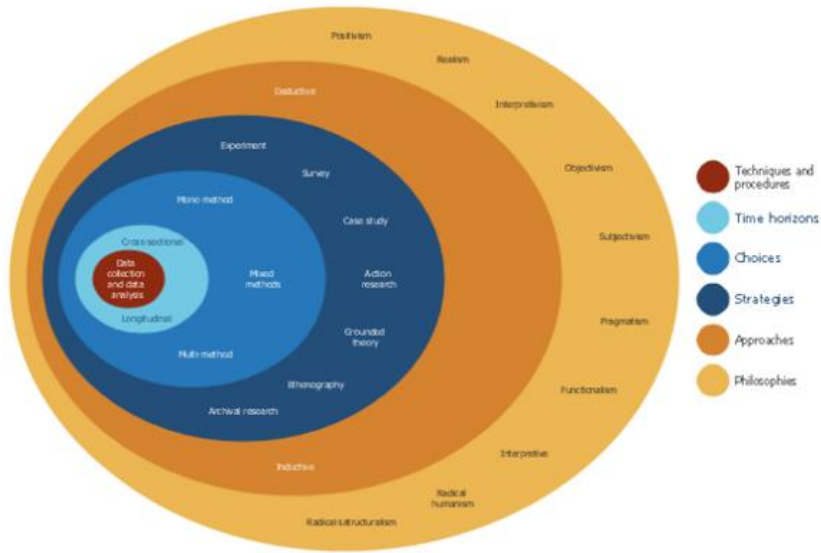 Positivism
Realism
Deductive
Interpretivism
Experiment
Survey
Objectivism
Mono method
Case study
Subjectivism
Cross-sectional
Data
collection
and data
analysis
Mixed
methods
Action
research
Longitudinal
Pragmatism
Grounded
theory
Multi-method
Ethenography
Functionalism
Archival research
Interpretive
Inductive
Radical
humanism
Radical satructuralism
Techniques and
procedures
Time horizons
Choices
Strategies
Approaches
Philosophies